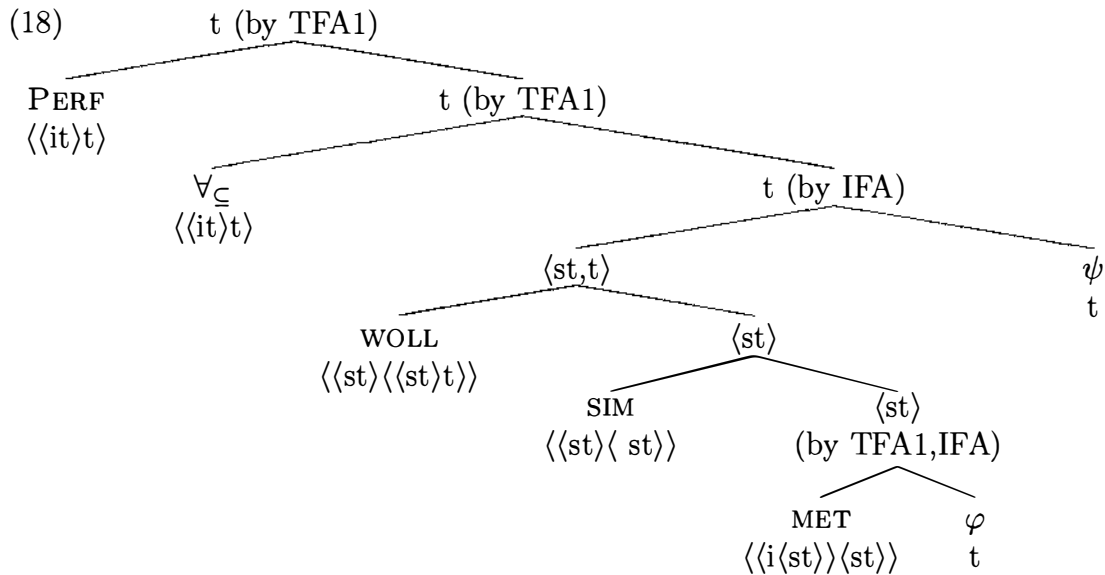 (18) t (by TFA1)
PERF t (by TFA1)
⟨⟨it⟩t⟩
∀⊆ t (by IFA)
⟨⟨it⟩t⟩
⟨st,t⟩ ψ
t
WOLL ⟨st⟩
⟨⟨st⟩⟨⟨st⟩t⟩⟩
SIM ⟨st⟩
⟨⟨st⟩⟨ st⟩⟩ (by TFA1,IFA)
MET φ
⟨⟨i⟨st⟩⟩⟨st⟩⟩ t